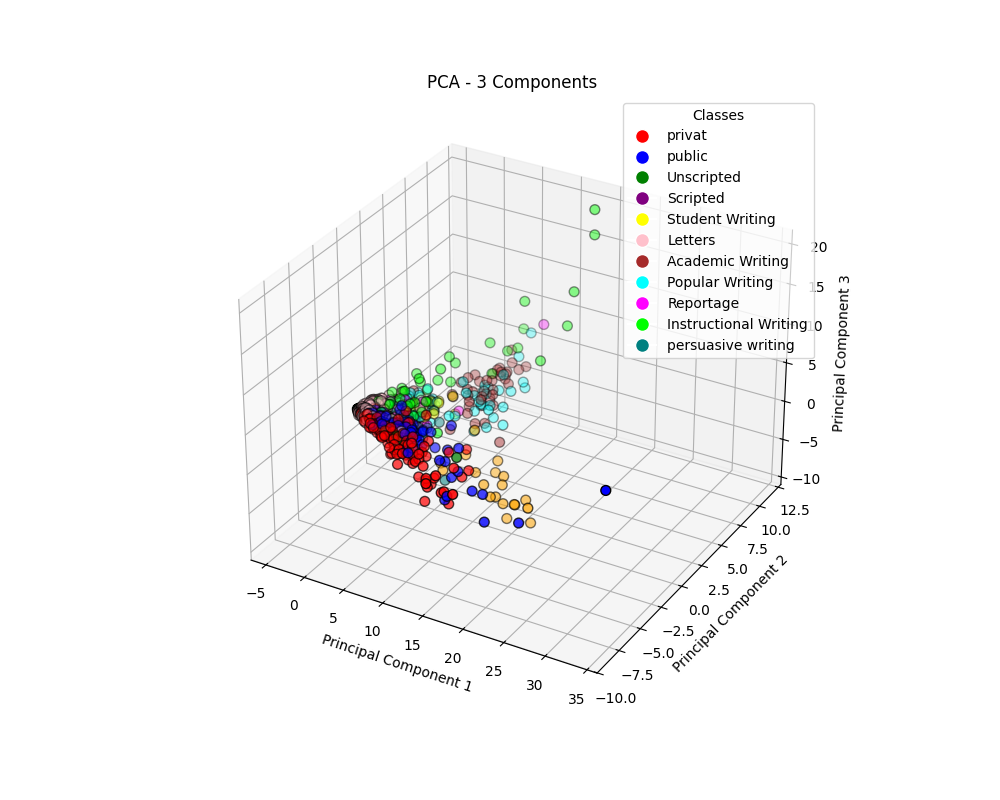 PCA - 3 Components
Classes
privat
public
Unscripted
Scripted
Student Writing
Letters
Academic Writing
Popular Writing
Reportage
Instructional Writing
persuasive writing
20
15
10
5
0
−5
−10
Principal Component 3
12.5
10.0
7.5
5.0
2.5
0.0
−2.5
−5.0
−7.5
−10.0
Principal Component 2
−5
0
5
10
15
20
25
30
35
Principal Component 1